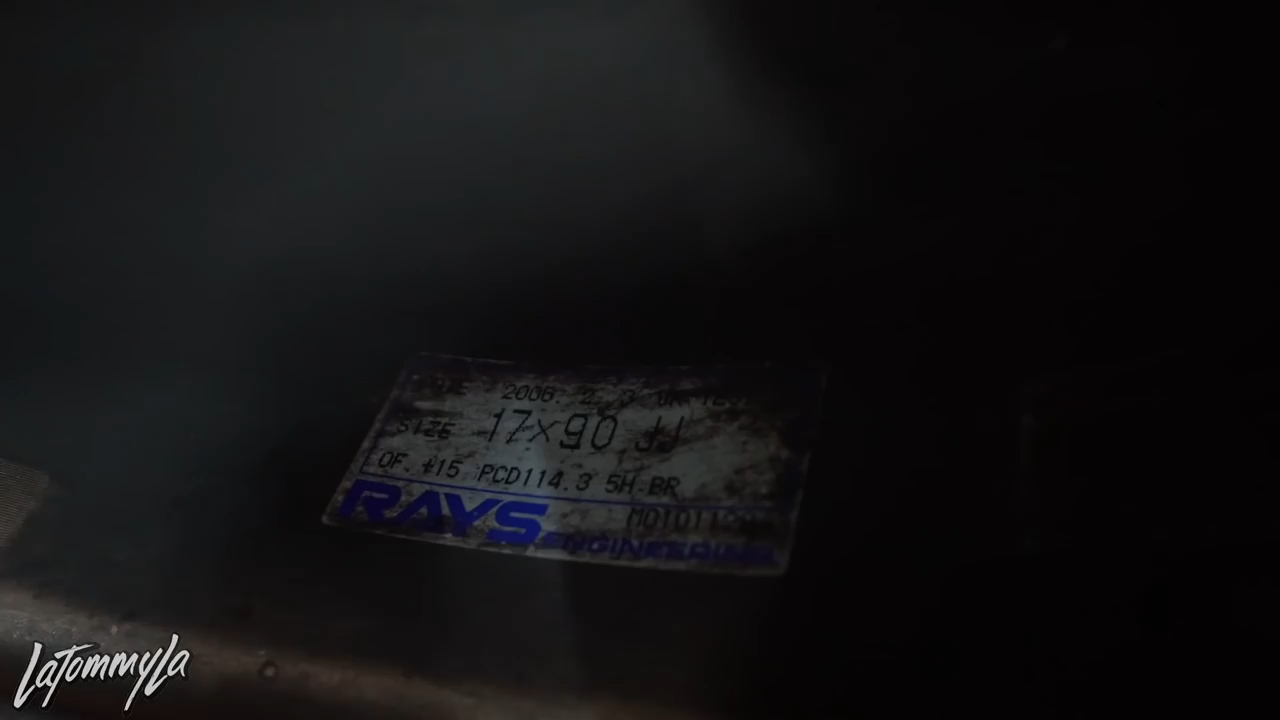 2006. 2. 3
SIZE 17×90 JJ
OF. +15 PCD114.3 5H-BR
RAYS ENGINEERING
LaTommyLa